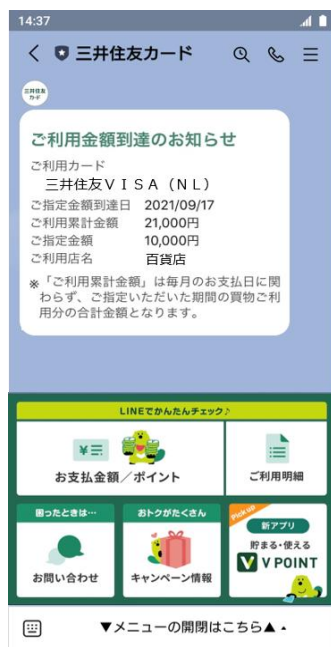 14:37
三井住友カード
三井住友
カード
ご利用金額到達のお知らせ
ご利用カード
三井住友VISA（NL）
ご指定金額到達日 2021/09/17
ご利用累計金額 21,000円
ご指定金額 10,000円
ご利用店名 百貨店
※「ご利用累計金額」は毎月のお支払日に関
わらず、ご指定いただいた期間の買物ご利
用分の合計金額となります。
LINEでかんたんチェック♪
お支払金額／ポイント
ご利用明細
困ったときは…
お問い合わせ
おトクがたくさん
キャンペーン情報
Pick up
新アプリ
貯まる・使える
V POINT
▼メニューの開閉はこちら▲